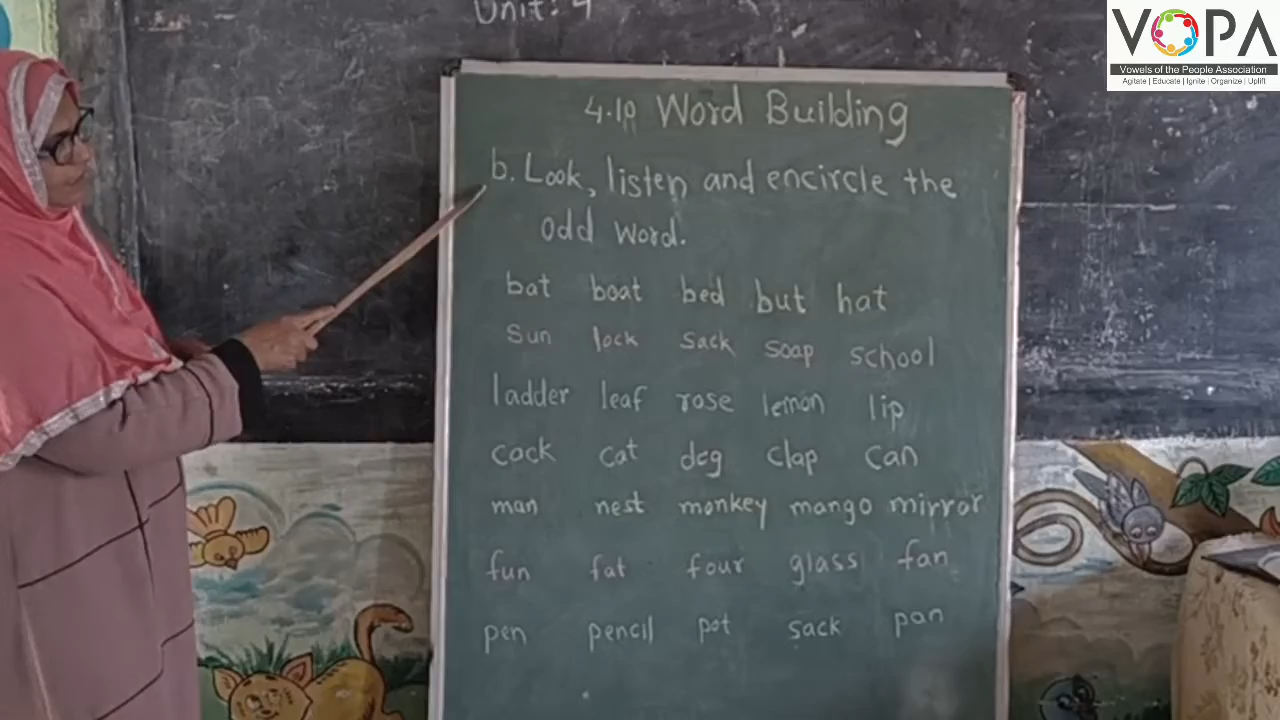 Unit: 4
VOPA
Vowels of the People Association
Agitate | Educate | Ignite | Organize | Uplift
4.10 Word Building
b. Look, listen and encircle the
odd word.
bat boat bed but hat
sun lock sack soap school
ladder leaf rose lemon lip
cock cat dog clap can
man nest monkey mango mirror
fun fat four glass fan
pen pencil pot sack pan